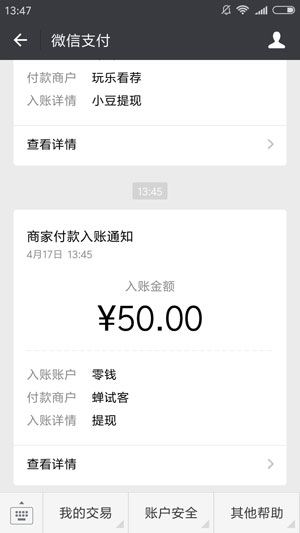 13:47
微信支付
付款商户 玩乐看荐
入账详情 小豆提现
查看详情
13:45
商家付款入账通知
4月17日 13:45
入账金额
¥50.00
入账账户 零钱
付款商户 蝉试客
入账详情 提现
查看详情
我的交易 账户安全 其他帮助